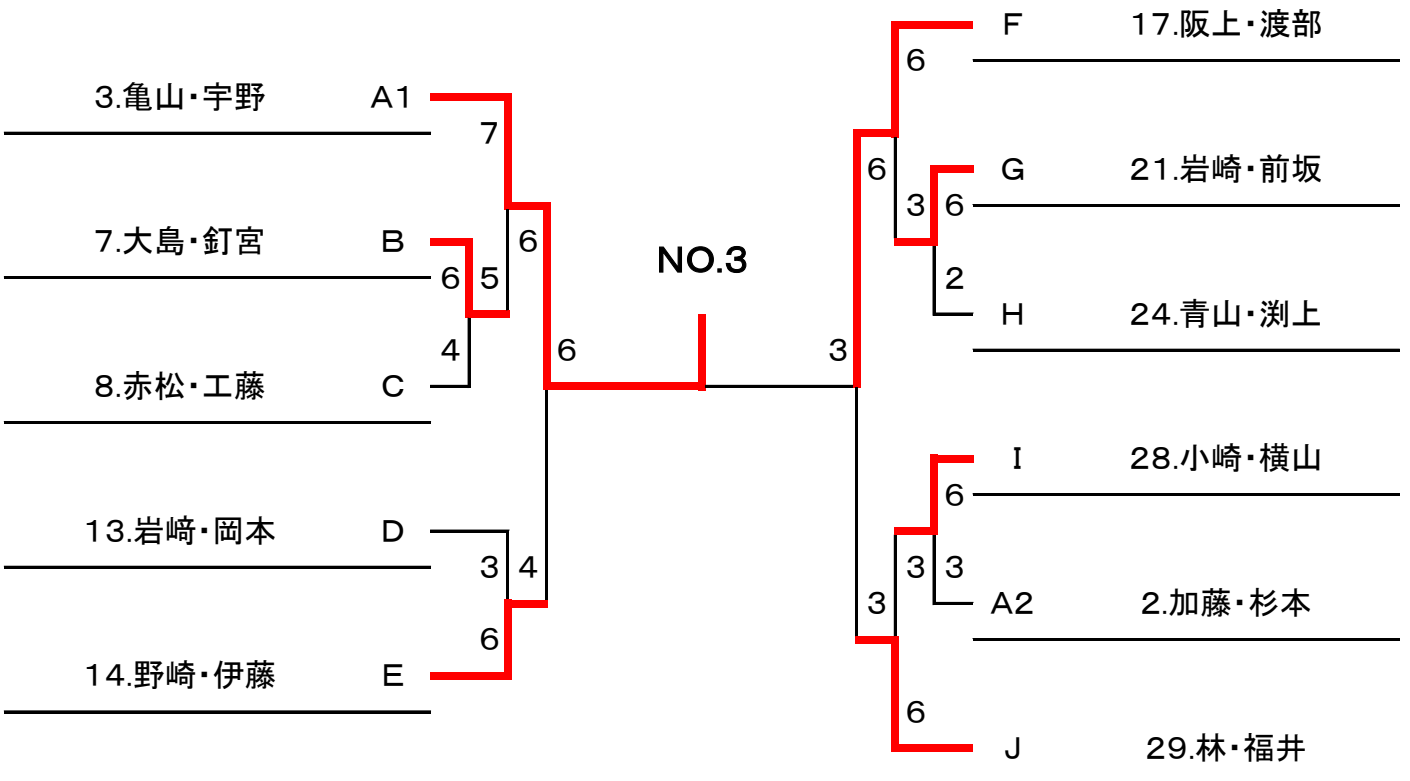 3.亀山・宇野 A1
7
7.大島・釘宮 B
6 5 6
8.赤松・工藤 C
4
6
13.岩﨑・岡本 D
3 4
14.野崎・伊藤 E
6
NO.3
F 17.阪上・渡部
6
G 21.岩崎・前坂
6 3 6
2
H 24.青山・渕上
3
I 28.小崎・横山
6
3 3
A2 2.加藤・杉本
3
6
J 29.林・福井